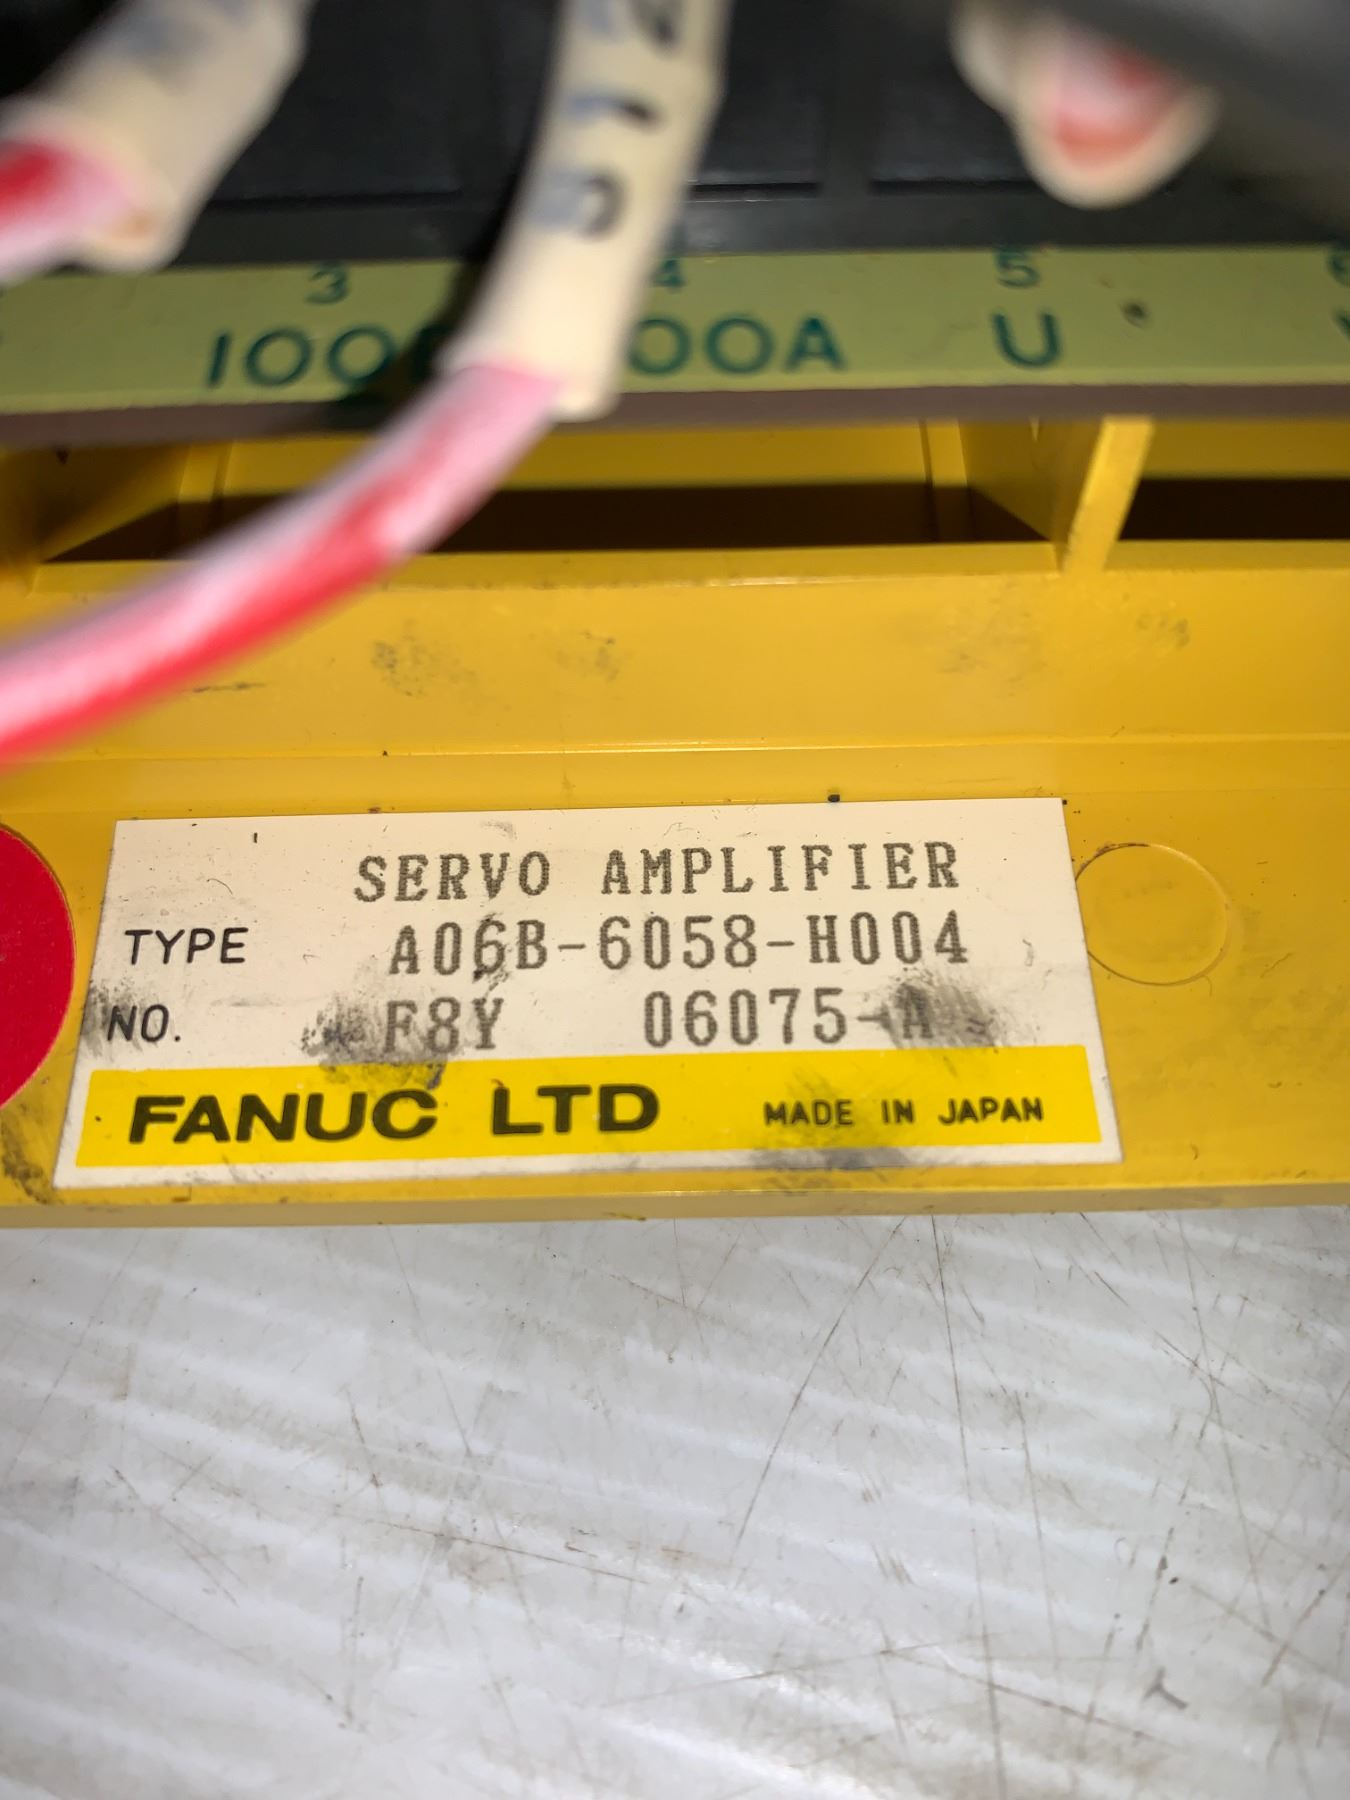 3 4 5
100A U
SERVO AMPLIFIER
TYPE A06B-6058-H004
NO. F8Y 06075-A
FANUC LTD MADE IN JAPAN